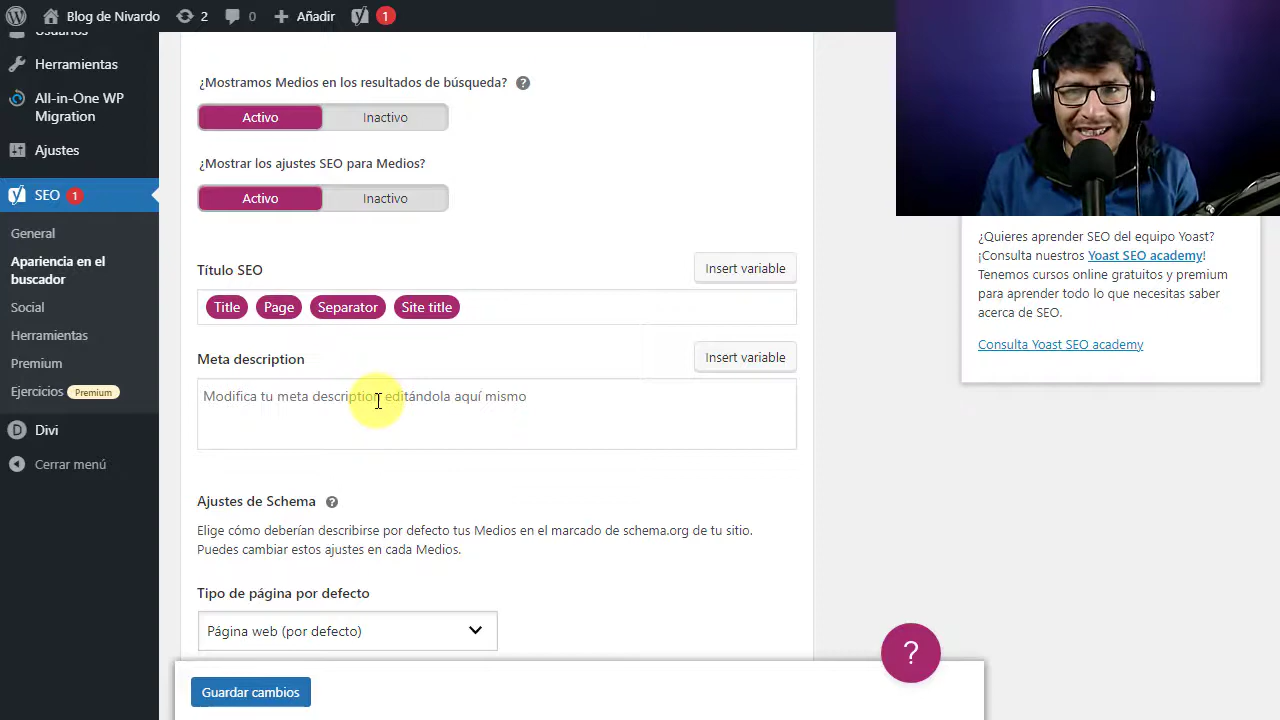 Blog de Nivardo 2 0 Añadir 1
Usuarios
Herramientas
All-in-One WP
Migration
Ajustes
SEO 1
General
Apariencia en el
buscador
Social
Herramientas
Premium
Ejercicios Premium
Divi
Cerrar menú
¿Mostramos Medios en los resultados de búsqueda? ?
Activo Inactivo
¿Mostrar los ajustes SEO para Medios?
Activo Inactivo
Título SEO Insert variable
Title Page Separator Site title
Meta description Insert variable
Modifica tu meta description editándola aquí mismo
Ajustes de Schema ?
Elige cómo deberían describirse por defecto tus Medios en el marcado de schema.org de tu sitio.
Puedes cambiar estos ajustes en cada Medios.
Tipo de página por defecto
Página web (por defecto)
Guardar cambios
¿Quieres aprender SEO del equipo Yoast?
¡Consulta nuestros Yoast SEO academy!
Tenemos cursos online gratuitos y premium
para aprender todo lo que necesitas saber
acerca de SEO.
Consulta Yoast SEO academy
?